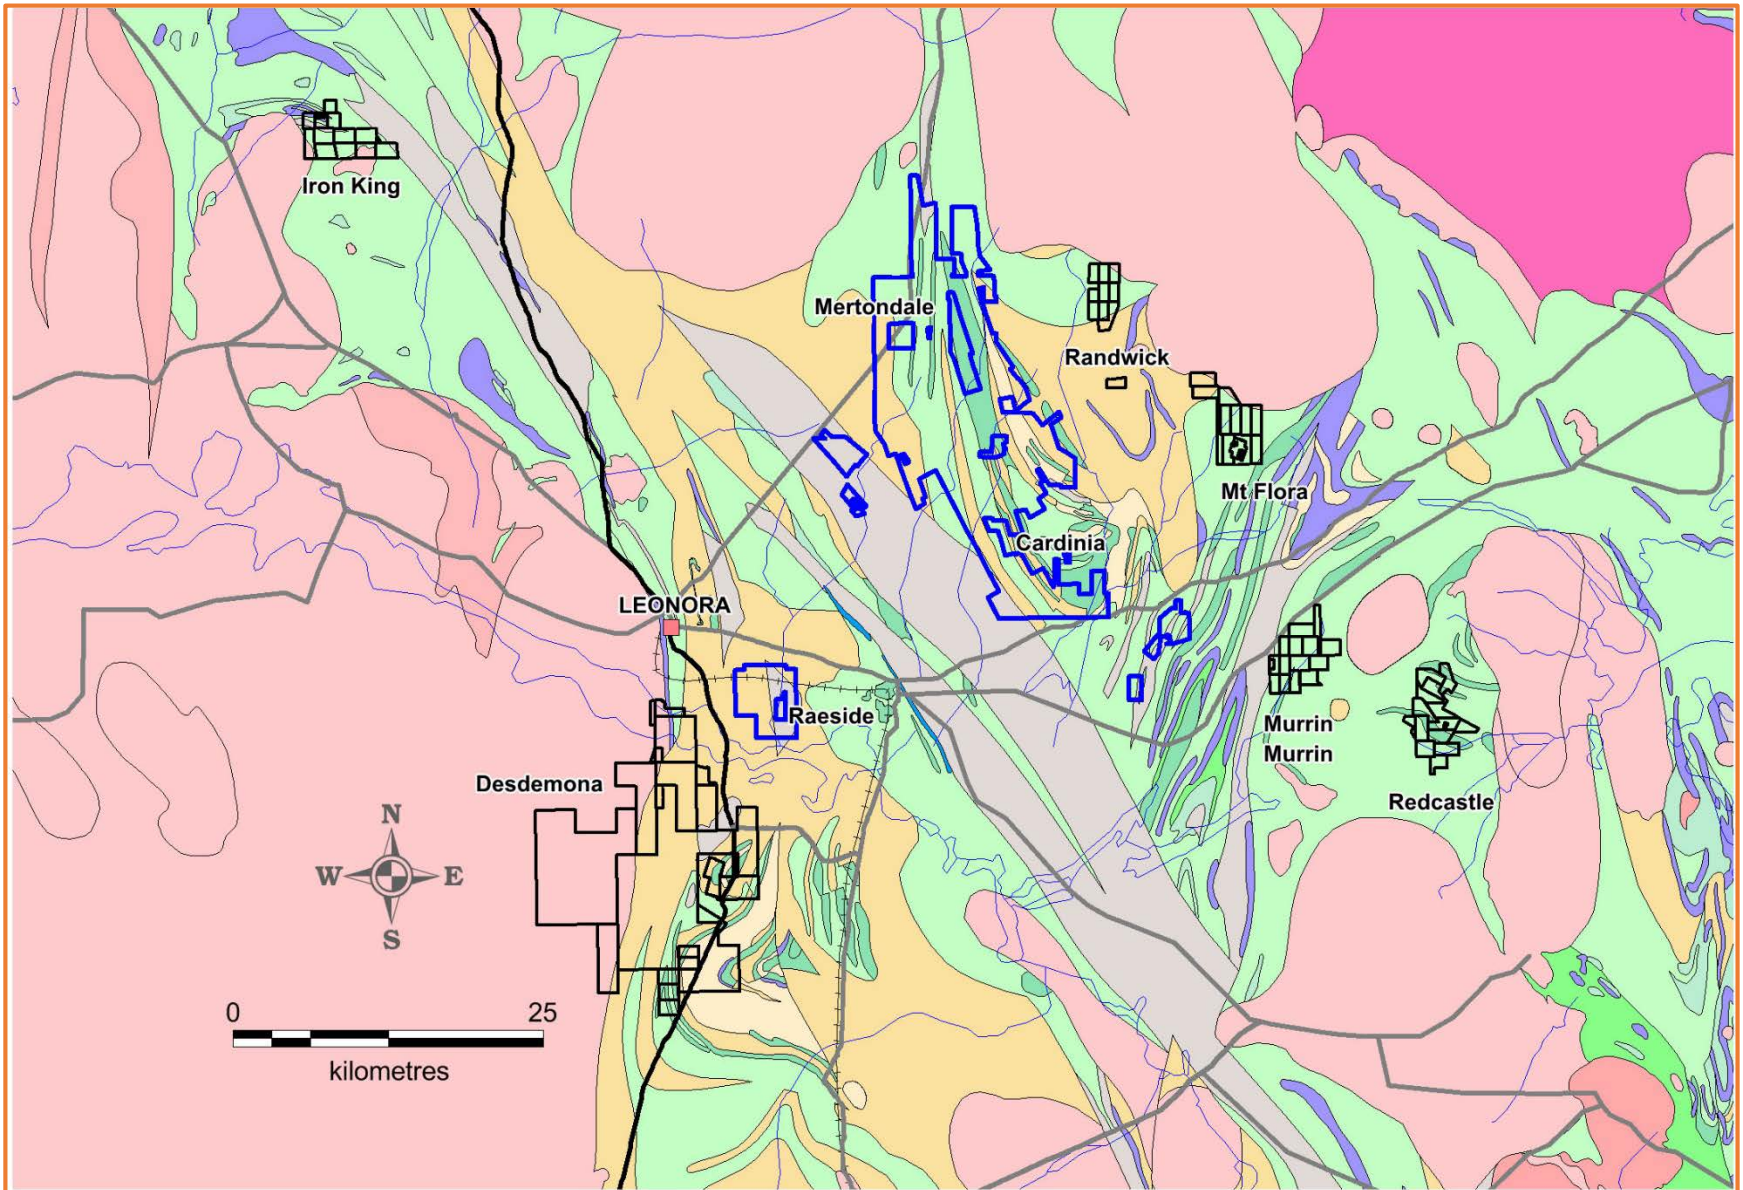 Iron King
Mertondale
Randwick
Mt Flora
Cardinia
LEONORA
Raeside
Murrin
Murrin
Desdemona
Redcastle
N
W E
S
0 25
kilometres